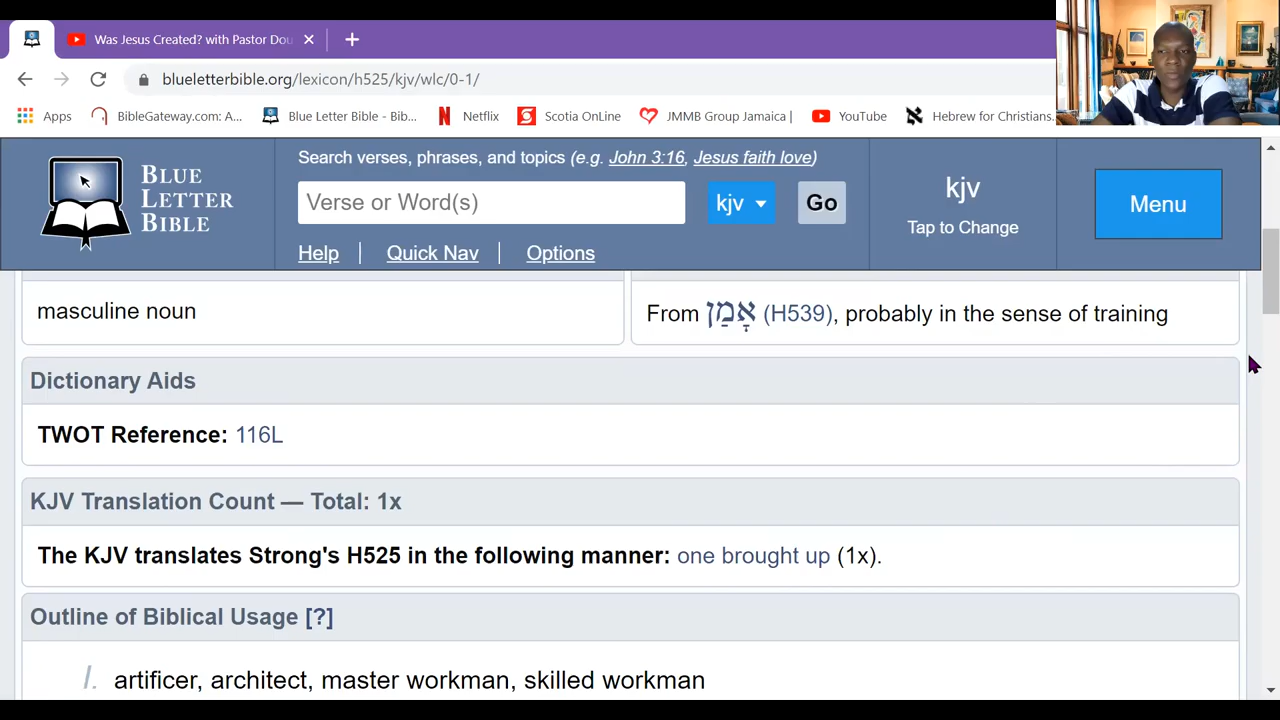 Was Jesus Created? with Pastor Dou
blueletterbible.org/lexicon/h525/kjv/wlc/0-1/
Apps BibleGateway.com: A... Blue Letter Bible - Bib... Netflix Scotia OnLine JMMB Group Jamaica | YouTube Hebrew for Christians.
BLUE
LETTER
BIBLE
Search verses, phrases, and topics (e.g. John 3:16, Jesus faith love)
Verse or Word(s) kjv Go
Help | Quick Nav | Options
kjv
Tap to Change
Menu
masculine noun
From אָמַן (H539), probably in the sense of training
Dictionary Aids
TWOT Reference: 116L
KJV Translation Count — Total: 1x
The KJV translates Strong's H525 in the following manner: one brought up (1x).
Outline of Biblical Usage [?]
I. artificer, architect, master workman, skilled workman